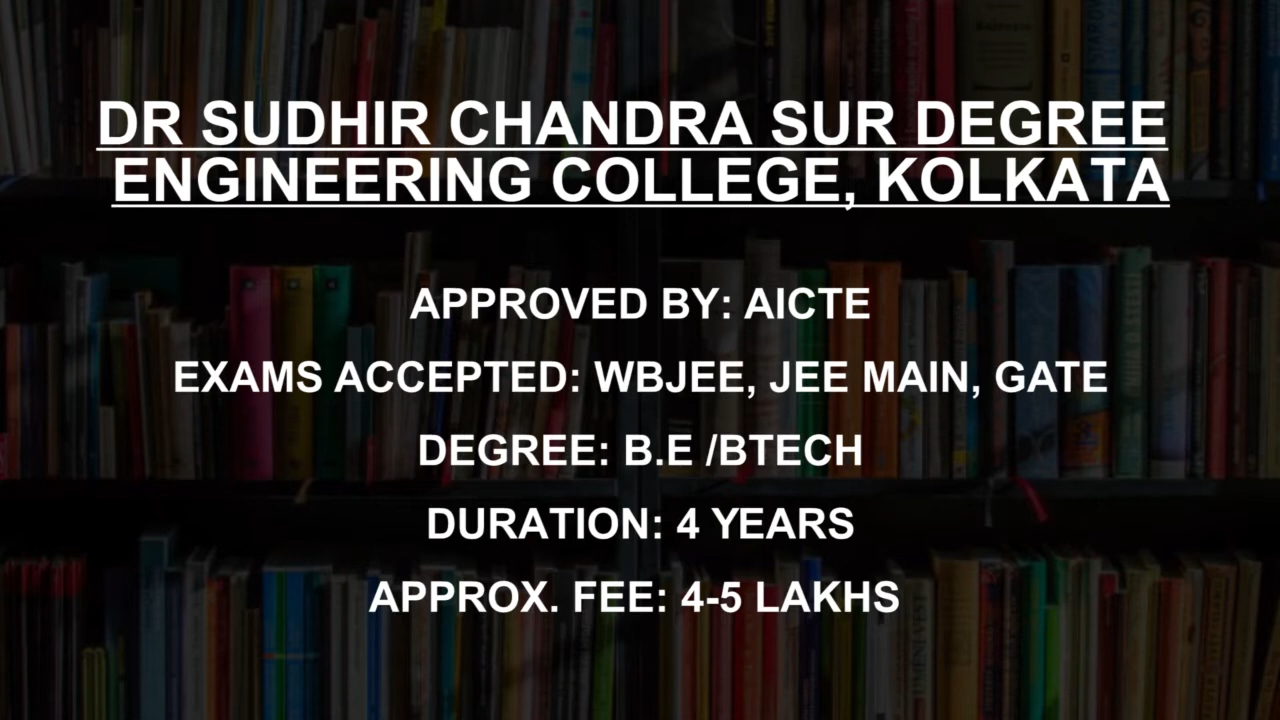 DR SUDHIR CHANDRA SUR DEGREE
ENGINEERING COLLEGE, KOLKATA
APPROVED BY: AICTE
EXAMS ACCEPTED: WBJEE, JEE MAIN, GATE
DEGREE: B.E /BTECH
DURATION: 4 YEARS
APPROX. FEE: 4-5 LAKHS